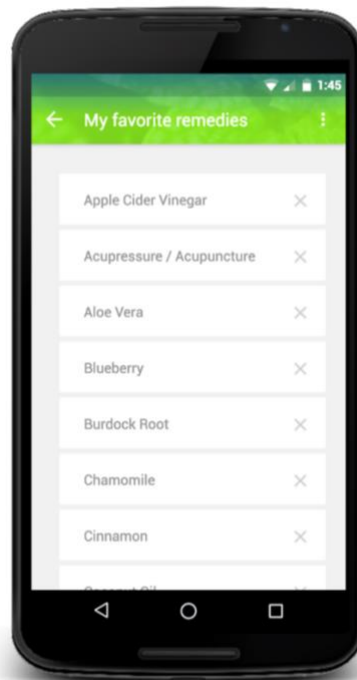 1:45
My favorite remedies
Apple Cider Vinegar
Acupressure / Acupuncture
Aloe Vera
Blueberry
Burdock Root
Chamomile
Cinnamon